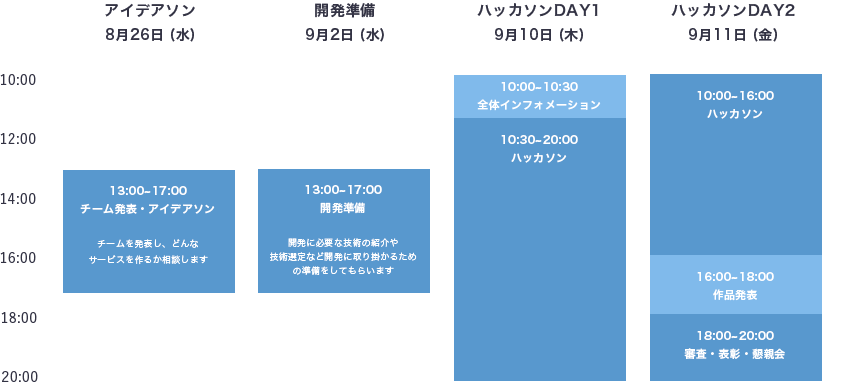 アイデアソン
8月26日 (水)
開発準備
9月2日 (水)
ハッカソンDAY1
9月10日 (木)
ハッカソンDAY2
9月11日 (金)
10:00
12:00
14:00
16:00
18:00
20:00
13:00–17:00
チーム発表・アイデアソン
チームを発表し、どんな
サービスを作るか相談します
13:00–17:00
開発準備
開発に必要な技術の紹介や
技術選定など開発に取り掛かるため
の準備をしてもらいます
10:00–10:30
全体インフォメーション
10:30–20:00
ハッカソン
10:00–16:00
ハッカソン
16:00–18:00
作品発表
18:00–20:00
審査・表彰・懇親会